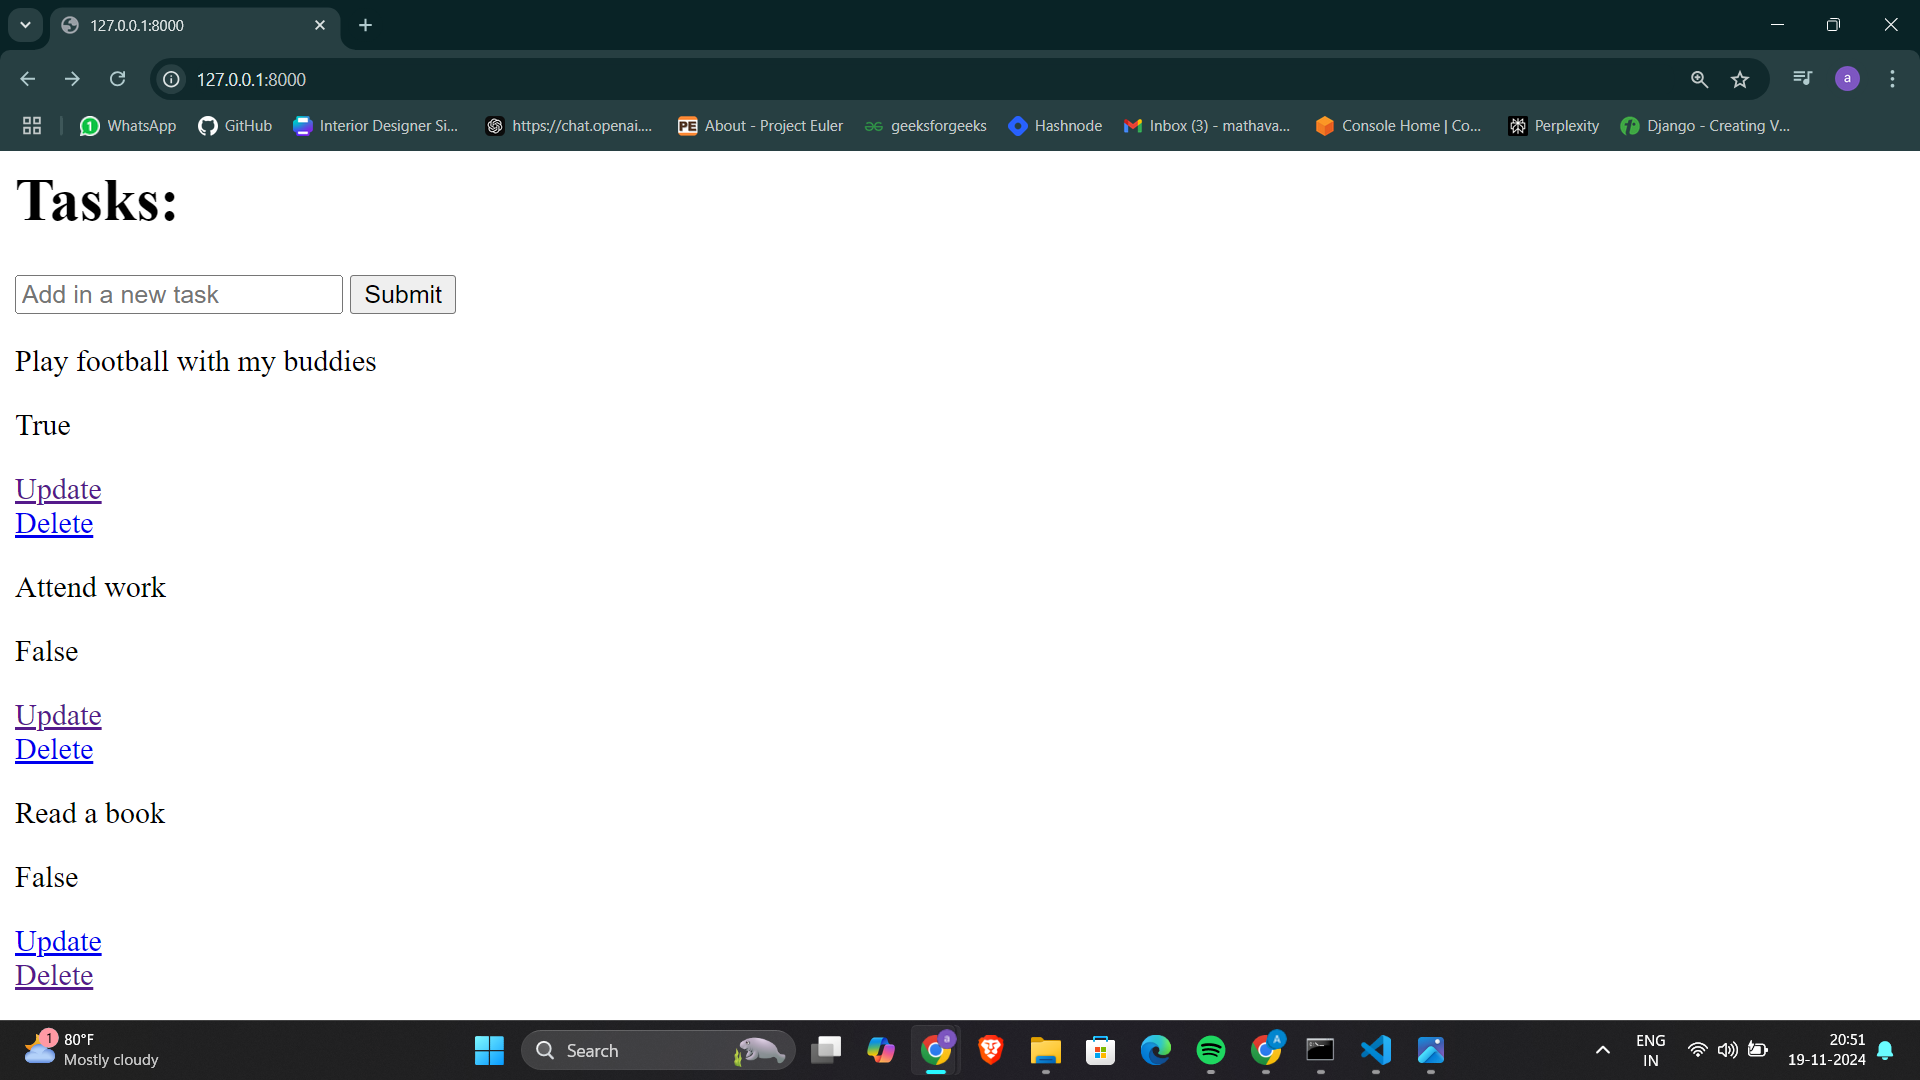 127.0.0.1:8000
127.0.0.1:8000
a
1 WhatsApp GitHub Interior Designer Si... https://chat.openai.... PE About - Project Euler geeksforgeeks Hashnode Inbox (3) - mathava... Console Home | Co... Perplexity Django - Creating V...
Tasks:
Add in a new task Submit
Play football with my buddies
True
Update
Delete
Attend work
False
Update
Delete
Read a book
False
Update
Delete
1 80°F
Mostly cloudy
Search
a
A
ENG
IN
20:51
19-11-2024